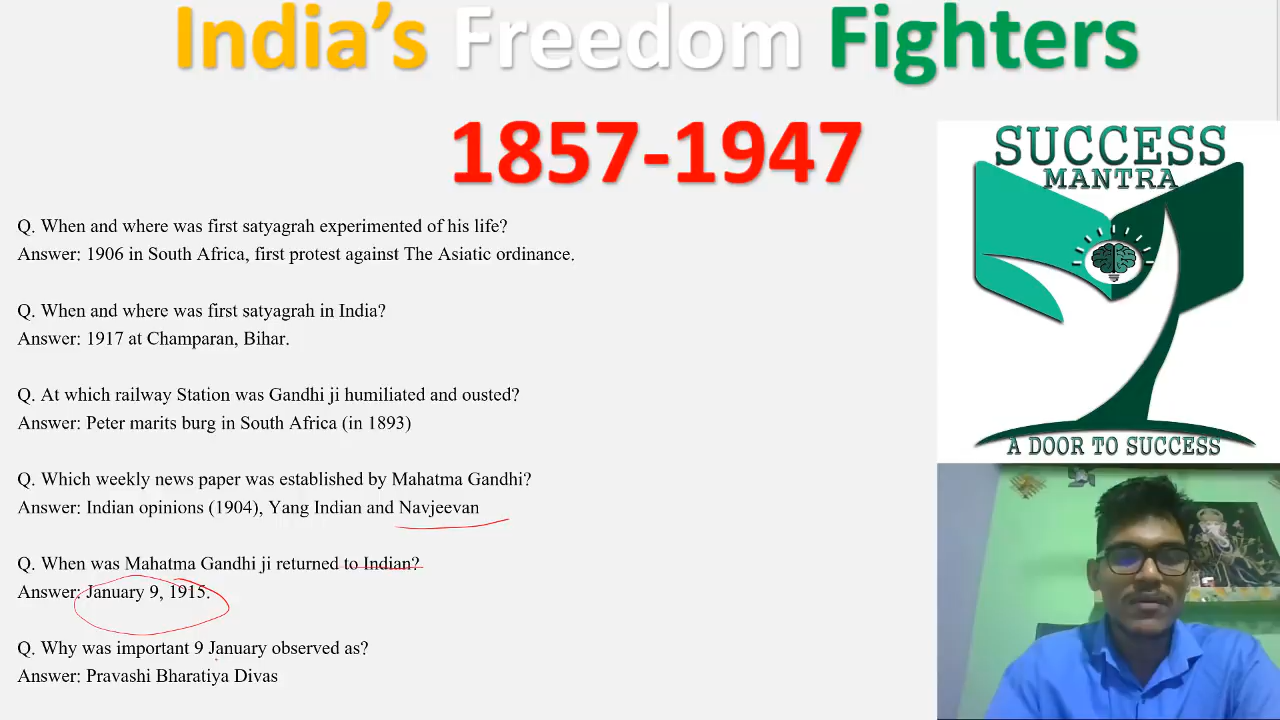 India’s Freedom Fighters
1857-1947
SUCCESS
MANTRA
A DOOR TO SUCCESS
Q. When and where was first satyagrah experimented of his life?
Answer: 1906 in South Africa, first protest against The Asiatic ordinance.
Q. When and where was first satyagrah in India?
Answer: 1917 at Champaran, Bihar.
Q. At which railway Station was Gandhi ji humiliated and ousted?
Answer: Peter marits burg in South Africa (in 1893)
Q. Which weekly news paper was established by Mahatma Gandhi?
Answer: Indian opinions (1904), Yang Indian and Navjeevan
Q. When was Mahatma Gandhi ji returned to Indian?
Answer: January 9, 1915.
Q. Why was important 9 January observed as?
Answer: Pravashi Bharatiya Divas